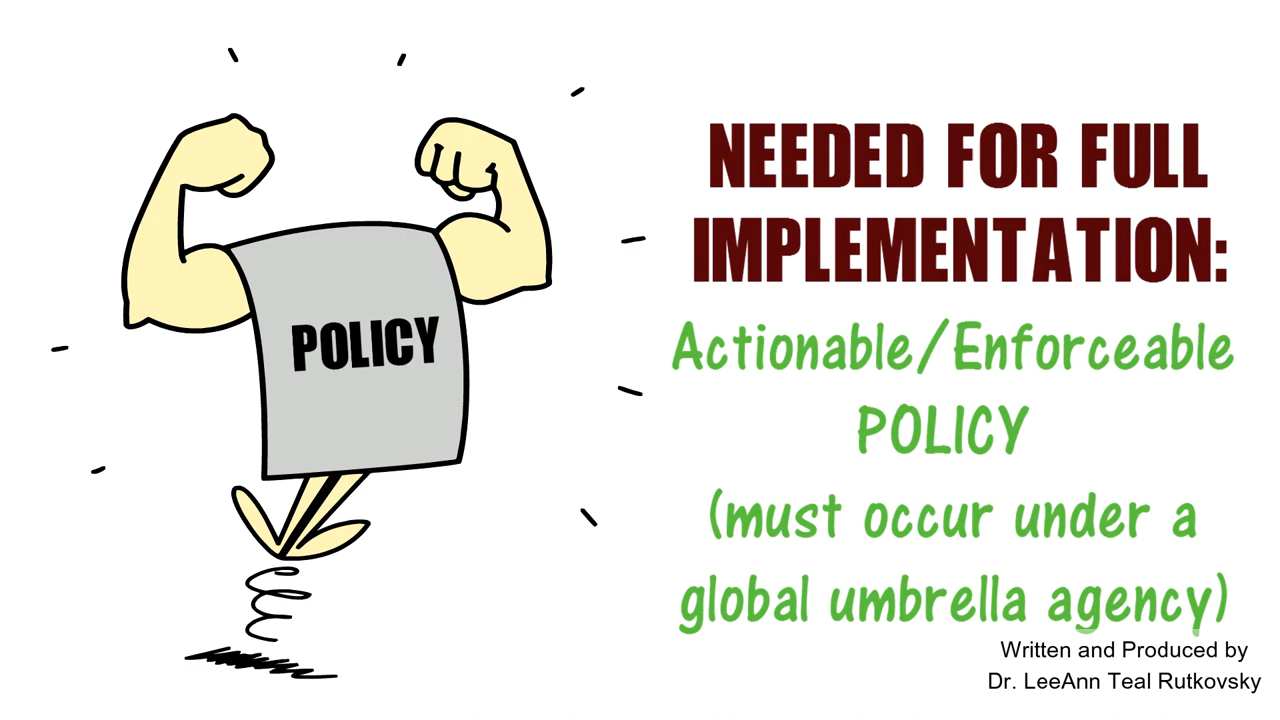 POLICY
NEEDED FOR FULL
IMPLEMENTATION:
Actionable/Enforceable
POLICY
(must occur under a
global umbrella agency)
Written and Produced by
Dr. LeeAnn Teal Rutkovsky